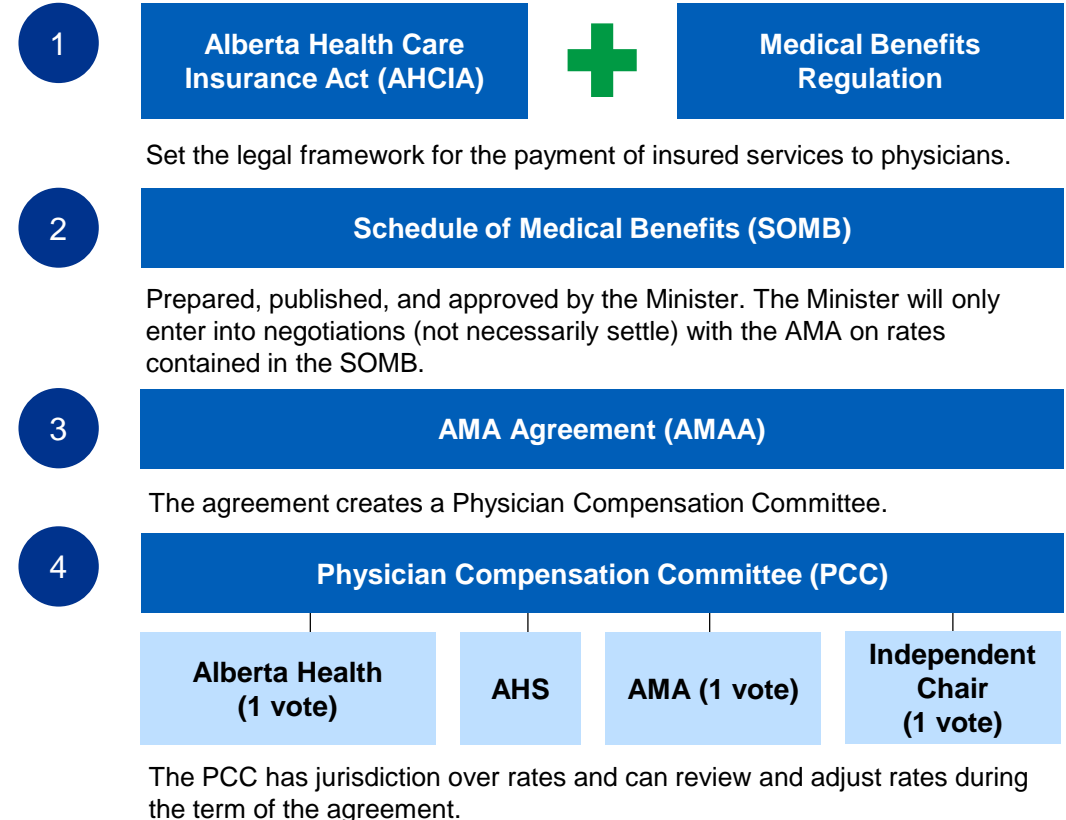 1
Alberta Health Care
Insurance Act (AHCIA)
Medical Benefits
Regulation
Set the legal framework for the payment of insured services to physicians.
2
Schedule of Medical Benefits (SOMB)
Prepared, published, and approved by the Minister. The Minister will only
enter into negotiations (not necessarily settle) with the AMA on rates
contained in the SOMB.
3
AMA Agreement (AMAA)
The agreement creates a Physician Compensation Committee.
4
Physician Compensation Committee (PCC)
Alberta Health
(1 vote)
AHS
AMA (1 vote)
Independent
Chair
(1 vote)
The PCC has jurisdiction over rates and can review and adjust rates during
the term of the agreement.